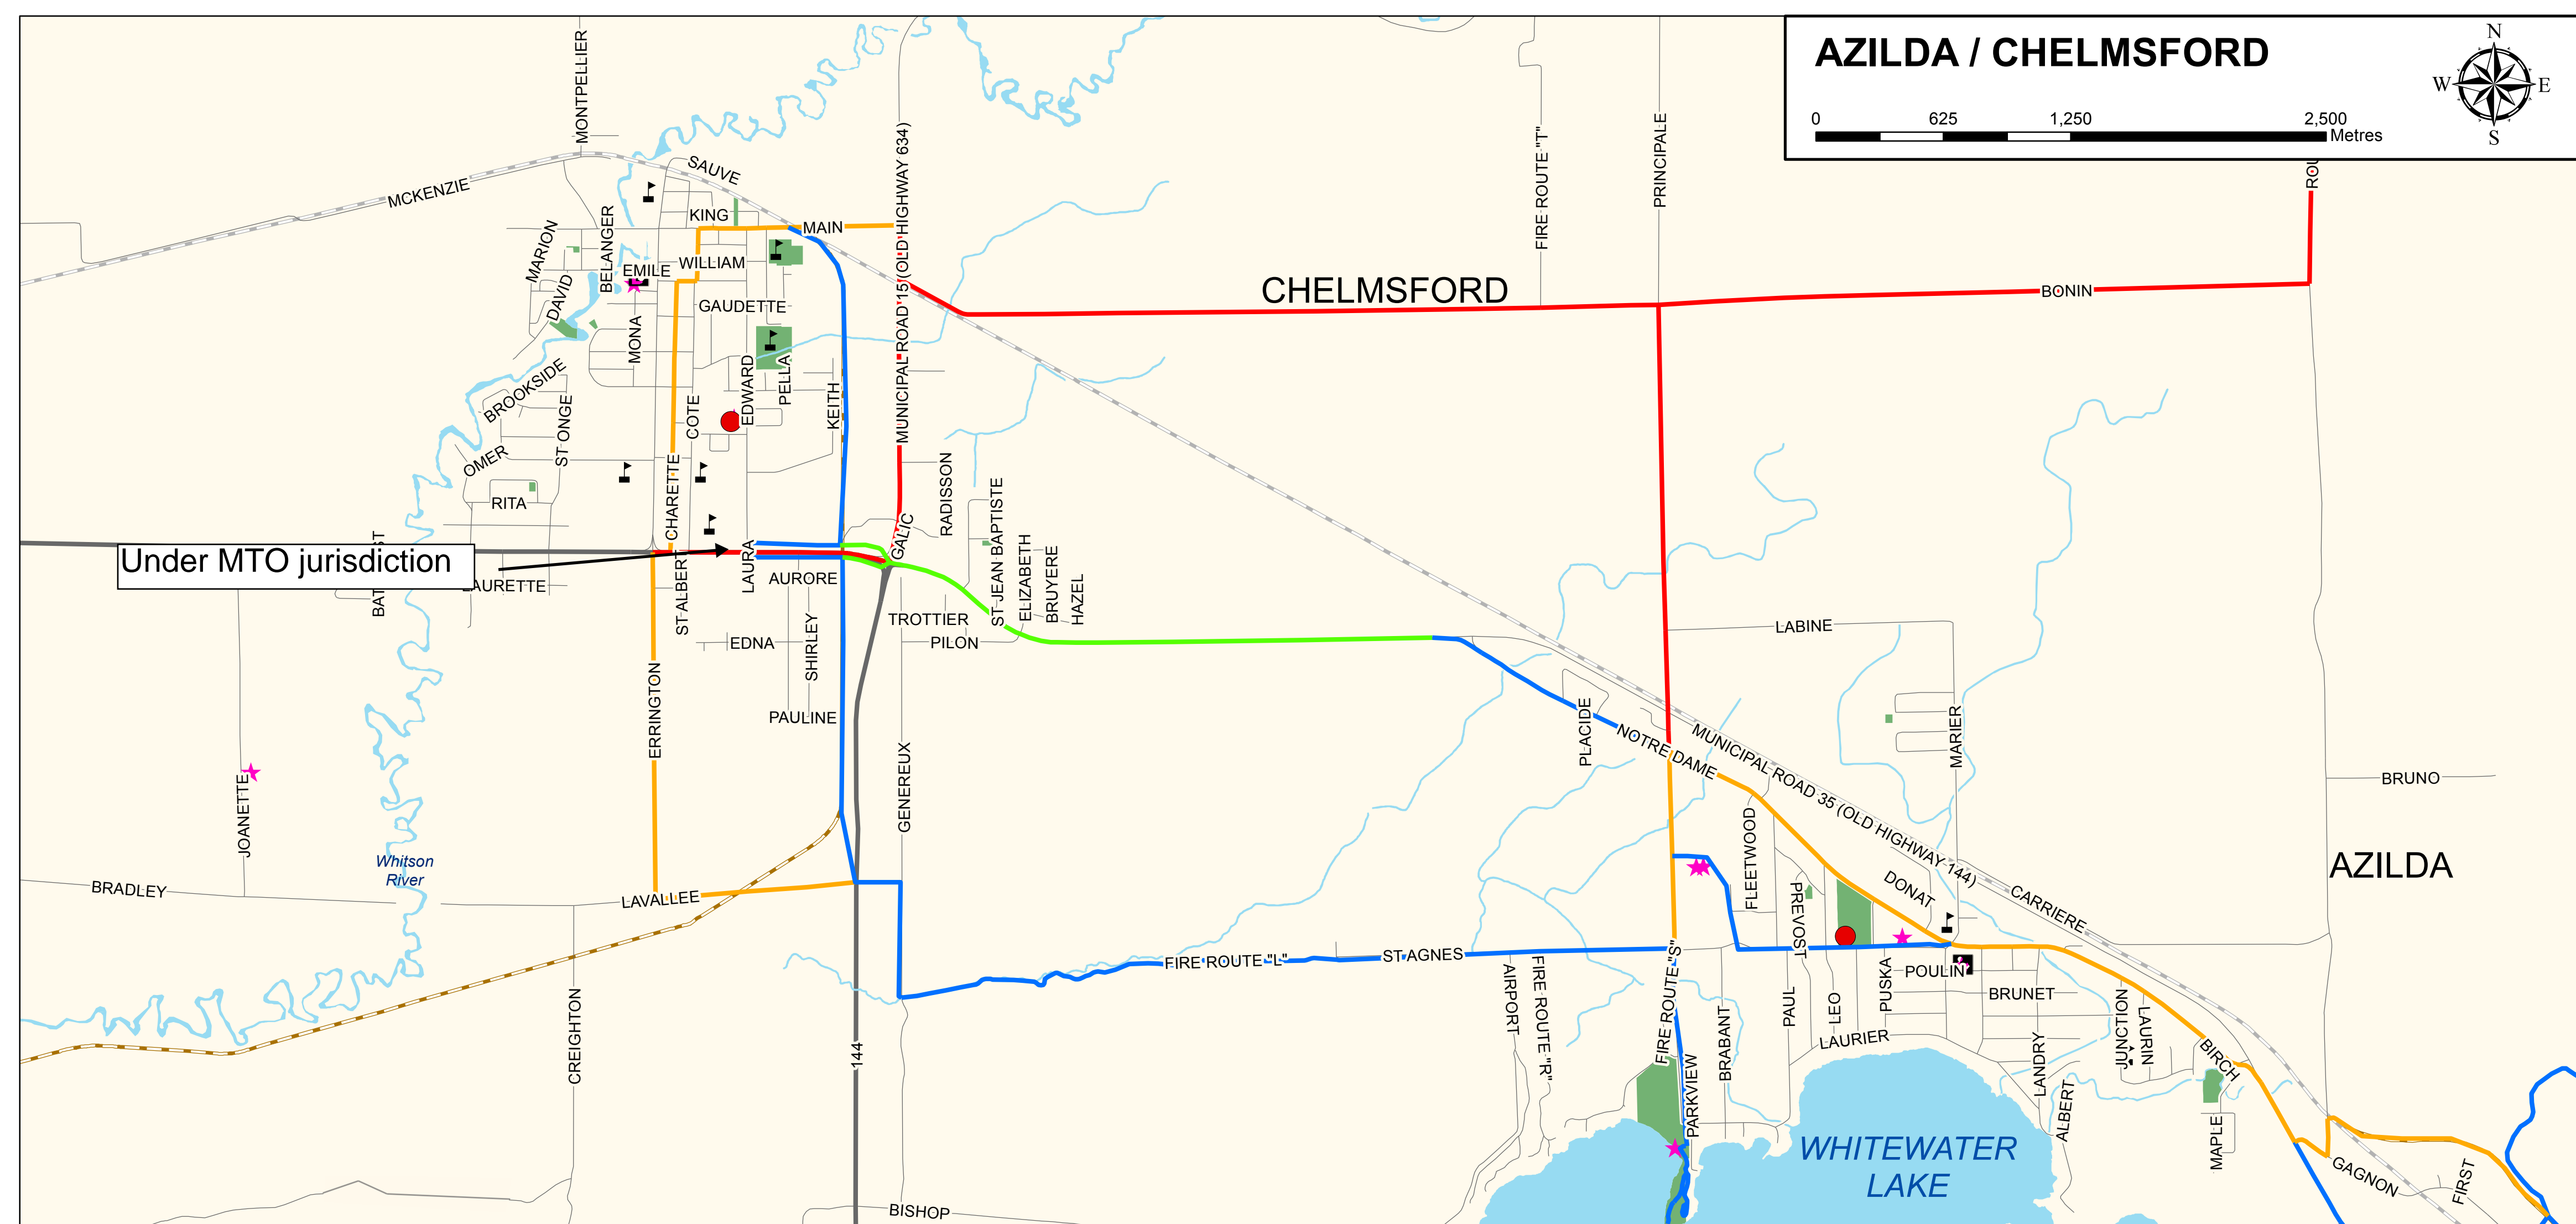 AZILDA / CHELMSFORD
N
W
E
S
0
625
1,250
2,500
Metres
MONTPELLIER
MCKENZIE
SAUVE
KING
MAIN
MARION
BELANGER
EMILE
WILLIAM
DAVID
GAUDETTE
MONA
BROOKSIDE
EDWARD
PELLA
KEITH
COTE
ST ONGE
OMER
RITA
CHARETTE
MUNICIPAL ROAD 15 (OLD HIGHWAY 634)
FIRE ROUTE "T"
PRINCIPALE
CHELMSFORD
BONIN
RADISSON
GALIC
ST JEAN BAPTISTE
ELIZABETH
BRUYERE
HAZEL
Under MTO jurisdiction
LAURETTE
ST ALBERT
LAURA
AURORE
EDNA
SHIRLEY
PAULINE
TROTTIER
PILON
ERRINGTON
GENEREUX
JOANETTE
Whitson
River
BRADLEY
LAVALLEE
CREIGHTON
144
BISHOP
LABINE
PLACIDE
NOTRE DAME
MUNICIPAL ROAD 35 (OLD HIGHWAY 144)
MARIER
BRUNO
AZILDA
FLEETWOOD
PREVOST
DONAT
CARRIERE
FIRE ROUTE "L"
ST AGNES
AIRPORT
FIRE ROUTE "R"
FIRE ROUTE "S"
PARKVIEW
BRABANT
PAUL
LEO
PUSKA
POULIN
BRUNET
LAURIER
LANDRY
ALBERT
JUNCTION
LAURIN
BIRCH
MAPLE
GAGNON
FIRST
WHITEWATER
LAKE